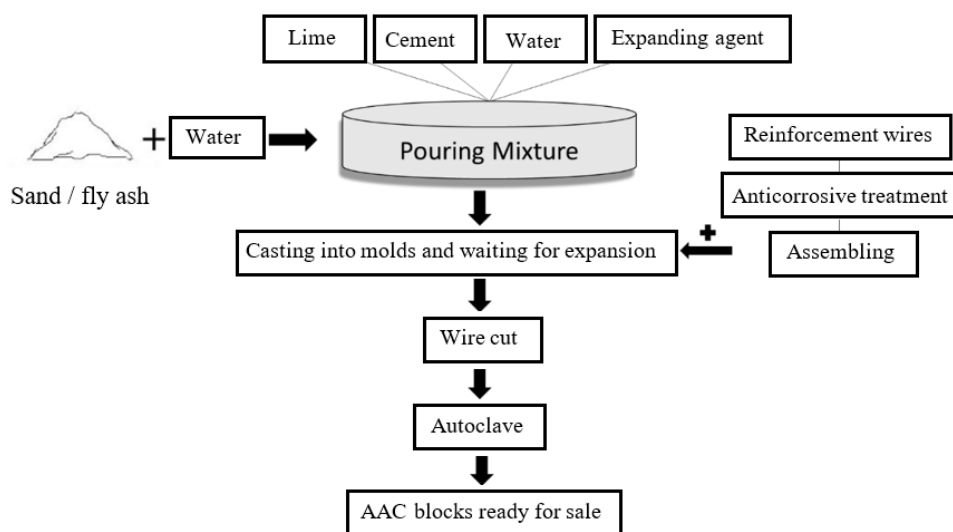 Lime
Cement
Water
Expanding agent
Sand / fly ash
+
Water
Pouring Mixture
Reinforcement wires
Anticorrosive treatment
Assembling
+
Casting into molds and waiting for expansion
Wire cut
Autoclave
AAC blocks ready for sale